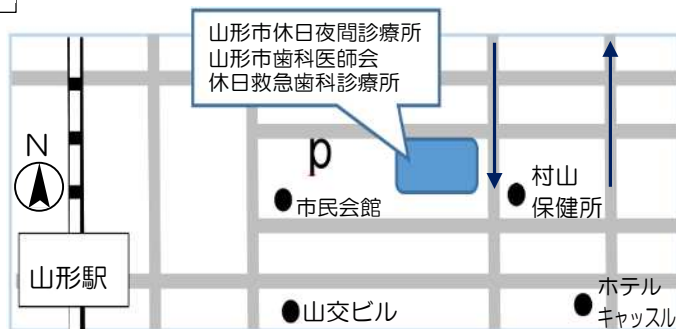 山形市休日夜間診療所
山形市歯科医師会
休日救急歯科診療所
N
p
市民会館
村山
保健所
山形駅
山交ビル
ホテル
キャッスル